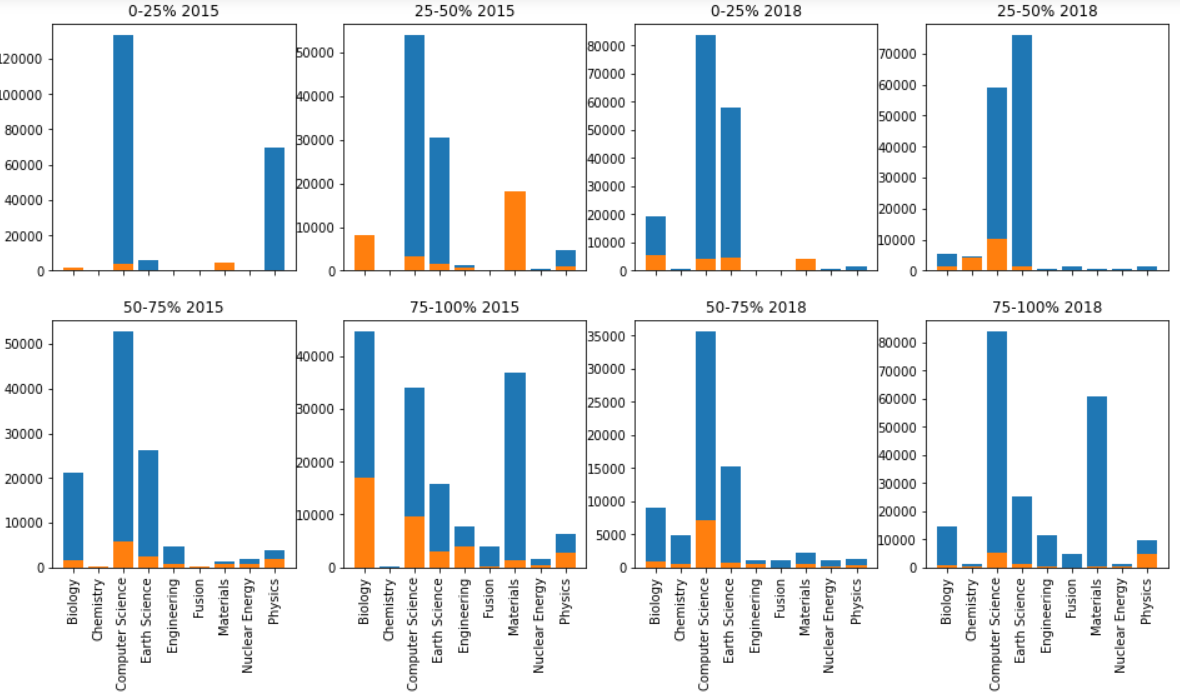 0-25% 2015
120000
100000
80000
60000
40000
20000
0
25-50% 2015
50000
40000
30000
20000
10000
0
0-25% 2018
80000
70000
60000
50000
40000
30000
20000
10000
0
25-50% 2018
70000
60000
50000
40000
30000
20000
10000
0
50-75% 2015
50000
40000
30000
20000
10000
0
Biology
Chemistry
Computer Science
Earth Science
Engineering
Fusion
Materials
Nuclear Energy
Physics
75-100% 2015
40000
30000
20000
10000
0
Biology
Chemistry
Computer Science
Earth Science
Engineering
Fusion
Materials
Nuclear Energy
Physics
50-75% 2018
35000
30000
25000
20000
15000
10000
5000
0
Biology
Chemistry
Computer Science
Earth Science
Engineering
Fusion
Materials
Nuclear Energy
Physics
75-100% 2018
80000
70000
60000
50000
40000
30000
20000
10000
0
Biology
Chemistry
Computer Science
Earth Science
Engineering
Fusion
Materials
Nuclear Energy
Physics